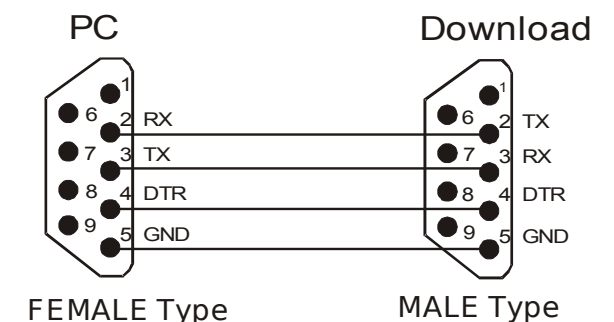 PC Download
1 1
6 2 RX 6 2 TX
7 3 TX 7 3 RX
8 4 DTR 8 4 DTR
9 5 GND 9 5 GND
FEMALE Type MALE Type